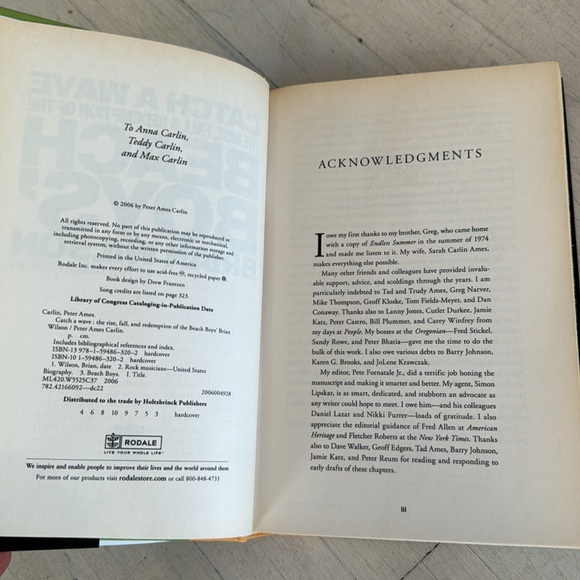 To Anna Carlin,
Teddy Carlin,
and Max Carlin
© 2006 by Peter Ames Carlin
All rights reserved. No part of this publication may be reproduced or
transmitted in any form or by any means, electronic or mechanical,
including photocopying, recording, or any other information storage and
retrieval system, without the written permission of the publisher.
Printed in the United States of America
Rodale Inc. makes every effort to use acid-free, recycled paper
Book design by Drew Frantzen
Song credits are listed on page 323.
Library of Congress Cataloging-in-Publication Data
Carlin, Peter Ames.
Catch a wave : the rise, fall, and redemption of the Beach Boys' Brian
Wilson / Peter Ames Carlin.
p. cm.
Includes bibliographical references and index.
ISBN-13 978–1–59486–320–2 hardcover
ISBN-10 1–59486–320–2 hardcover
1. Wilson, Brian, date 2. Rock musicians—United States
Biography. 3. Beach Boys. I. Title.
ML420.W5525C37 2006
782.42166092—dc22 2006004928
Distributed to the trade by Holtzbrinck Publishers
4 6 8 10 9 7 5 3 hardcover
RODALE
LIVE YOUR WHOLE LIFE™
We inspire and enable people to improve their lives and the world around them
For more of our products visit rodalestore.com or call 800-848-4735
ACKNOWLEDGMENTS
I owe my first thanks to my brother, Greg, who came home
with a copy of Endless Summer in the summer of 1974
and made me listen to it. My wife, Sarah Carlin Ames,
makes everything else possible.
Many other friends and colleagues have provided invalu-
able support, advice, and scoldings through the years. I am
particularly indebted to Tad and Trudy Ames, Greg Narver,
Mike Thompson, Geoff Kloske, Tom Fields-Meyer, and Dan
Conaway. Thanks also to Lanny Jones, Cutler Durkee, Jamie
Katz, Peter Castro, Bill Plummer, and Carey Winfrey from
my days at People. My bosses at the Oregonian—Fred Stickel,
Sandy Rowe, and Peter Bhatia—gave me the time to do the
bulk of this work. I also owe various debts to Barry Johnson,
Karen G. Brooks, and JoLene Krawczak.
My editor, Pete Fornatale Jr., did a terrific job honing the
manuscript and making it smarter and better. My agent, Simon
Lipskar, is as smart, dedicated, and stubborn an advocate as
any writer could hope to meet. I owe him—and his colleagues
Daniel Lazar and Nikki Furrer—loads of gratitude. I also
appreciate the editorial guidance of Fred Allen at American
Heritage and Fletcher Roberts at the New York Times. Thanks
also to Dave Walker, Geoff Edgers, Tad Ames, Barry Johnson,
Jamie Katz, and Peter Reum for reading and responding to
early drafts of these chapters.
iii